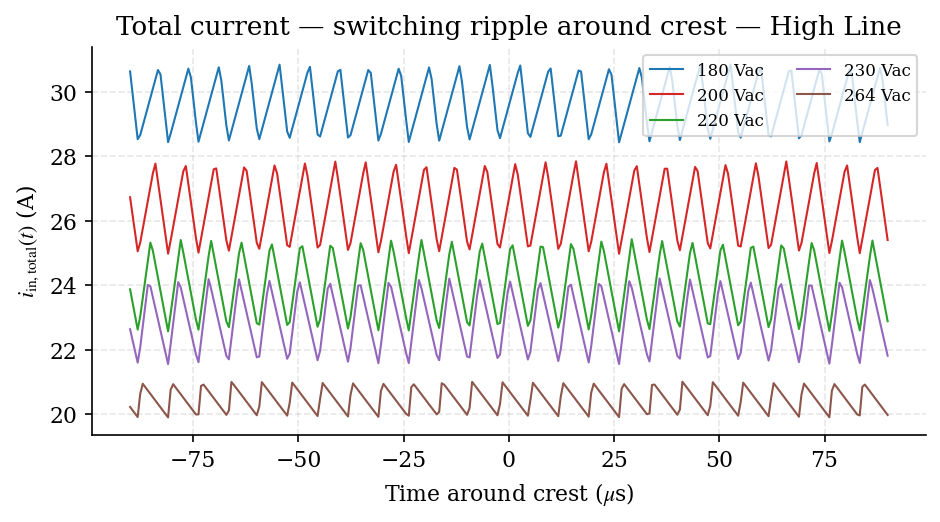 Total current — switching ripple around crest — High Line
180 Vac
200 Vac
220 Vac
230 Vac
264 Vac
i_in, total(t) (A)
30
28
26
24
22
20
−75
−50
−25
0
25
50
75
Time around crest (μs)